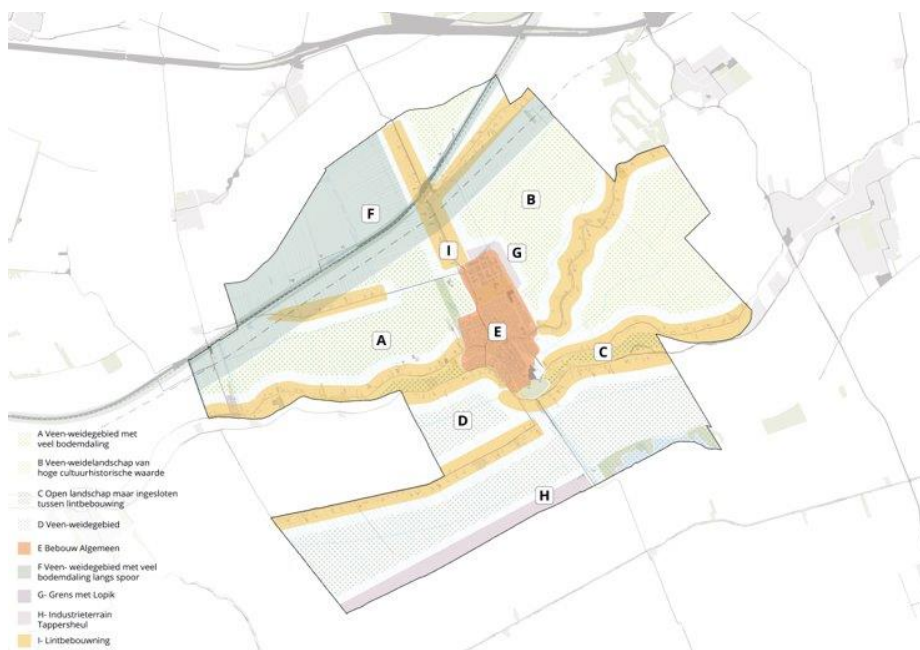 F
B
I
G
E
A
C
D
H
A Veen-weidegebied met
veel bodemdaling
B Veen-weidelandschap van
hoge cultuurhistorische waarde
C Open landschap maar ingesloten
tussen lintbebouwing
D Veen-weidegebied
E Bebouw Algemeen
F Veen- weidegebied met veel
bodemdaling langs spoor
G- Grens met Lopik
H- Industrieterrain
Tappersheul
I- Lintbebouwning